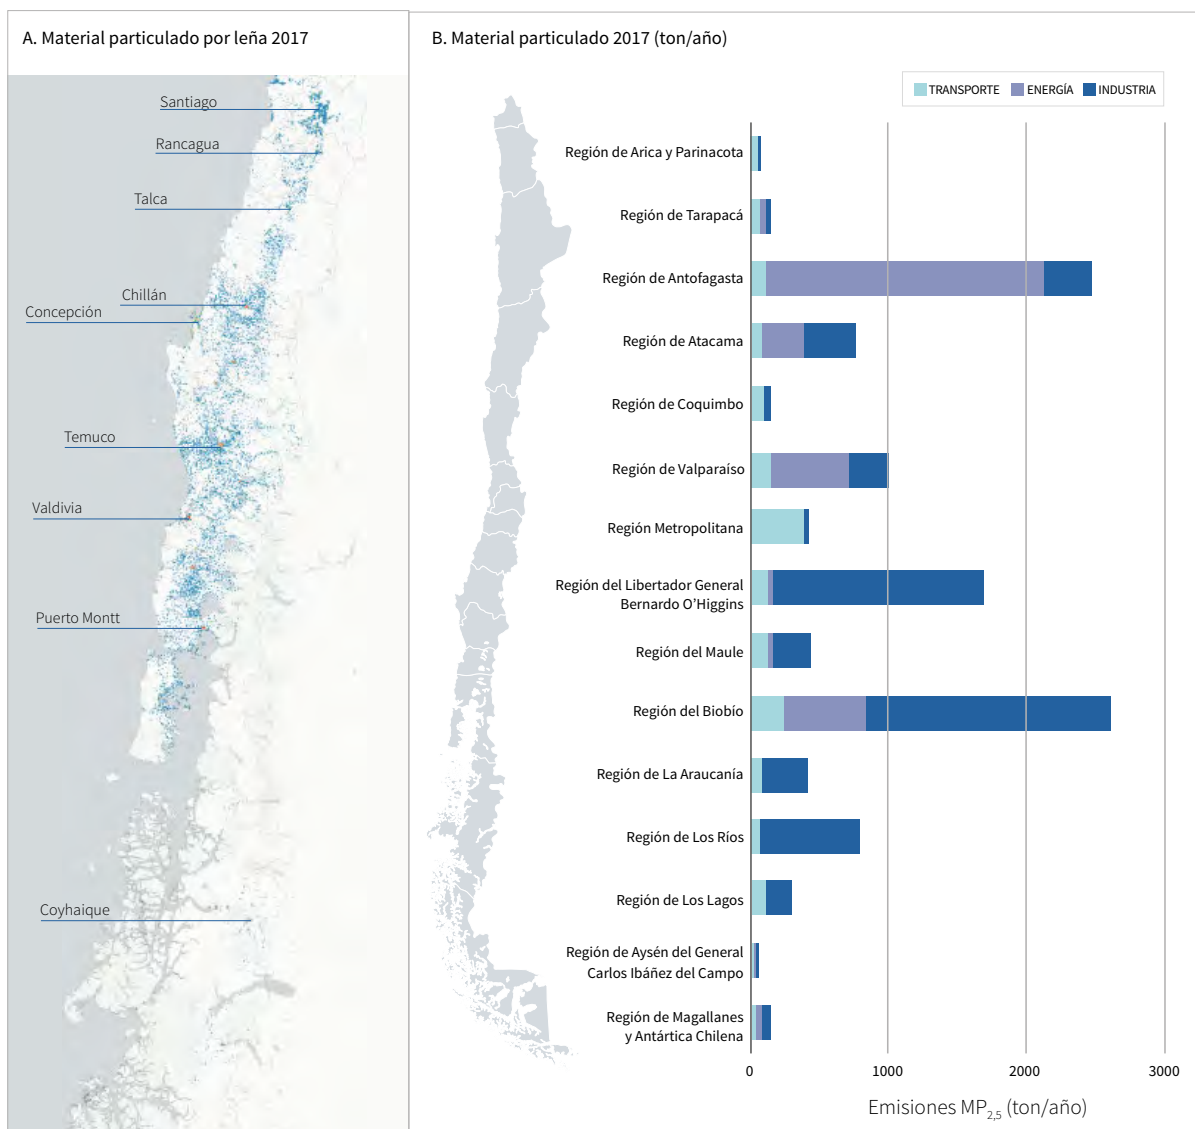 A. Material particulado por leña 2017
Santiago
Rancagua
Talca
Chillán
Concepción
Temuco
Valdivia
Puerto Montt
Coyhaique
B. Material particulado 2017 (ton/año)
TRANSPORTE
ENERGÍA
INDUSTRIA
Región de Arica y Parinacota
Región de Tarapacá
Región de Antofagasta
Región de Atacama
Región de Coquimbo
Región de Valparaíso
Región Metropolitana
Región del Libertador General
Bernardo O’Higgins
Región del Maule
Región del Biobío
Región de La Araucanía
Región de Los Ríos
Región de Los Lagos
Región de Aysén del General
Carlos Ibáñez del Campo
Región de Magallanes
y Antártica Chilena
0
1000
2000
3000
Emisiones MP2,5 (ton/año)